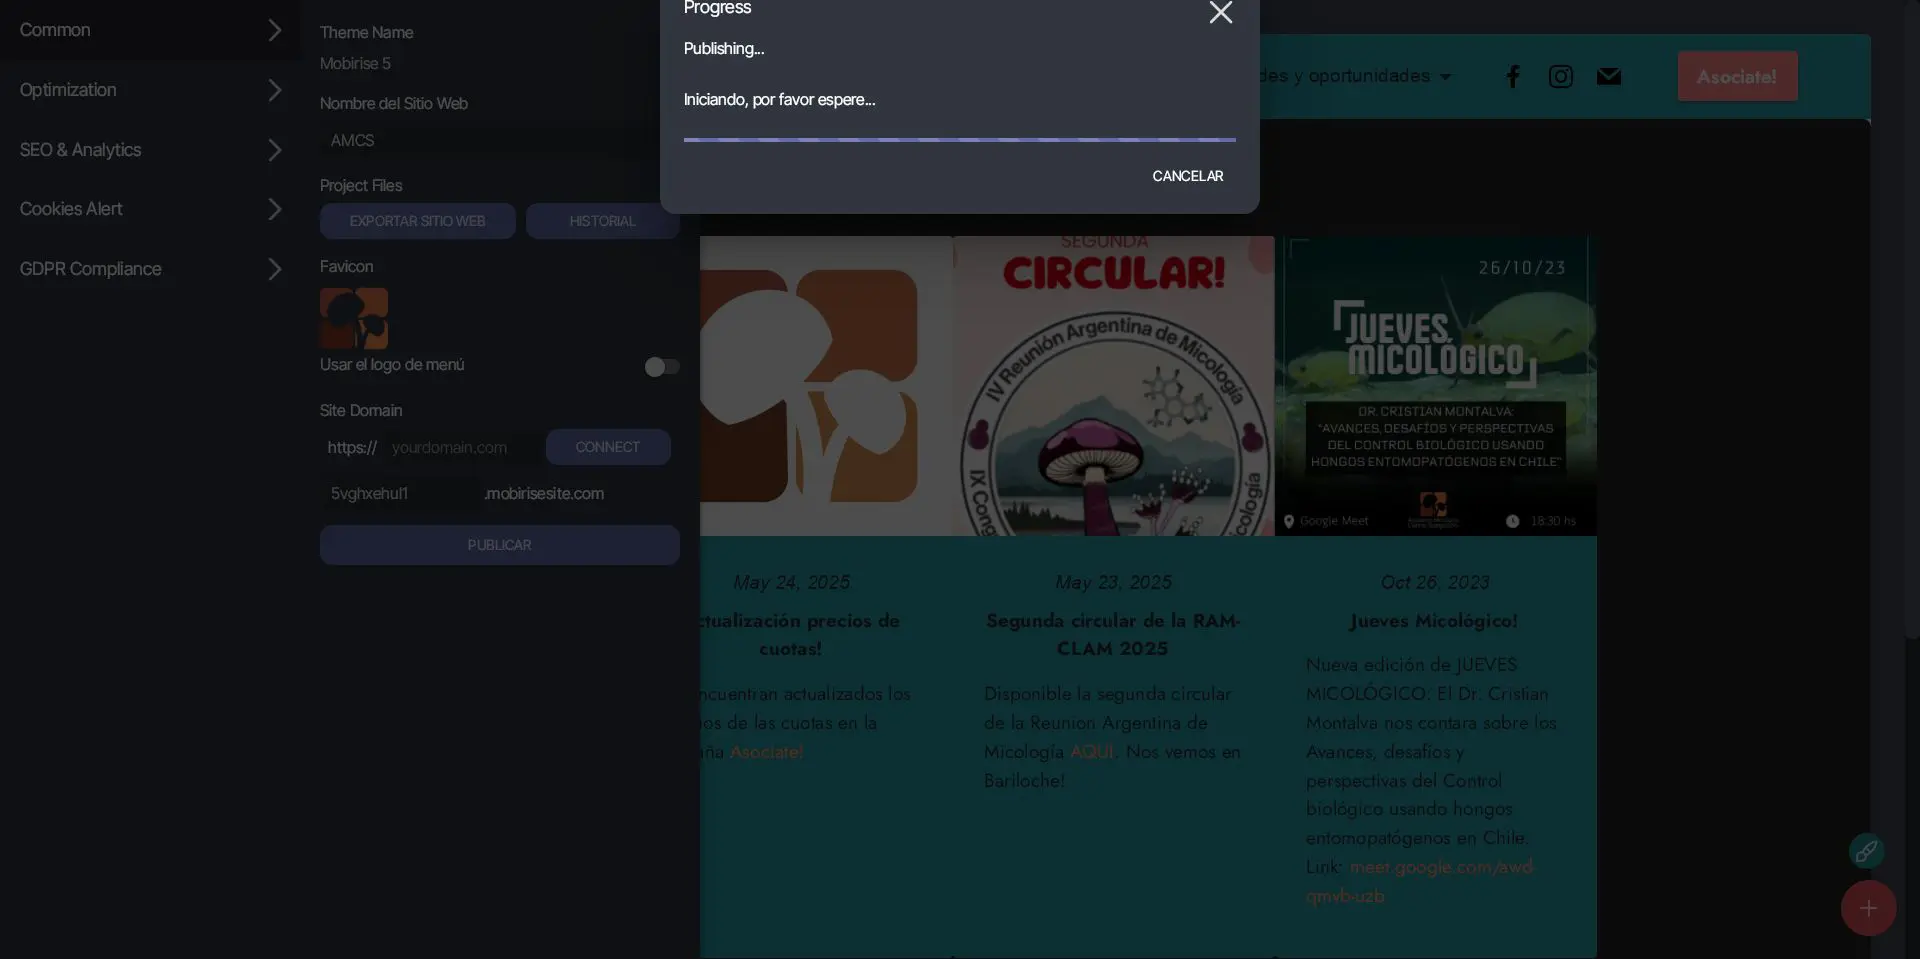 Common
Optimization
SEO & Analytics
Cookies Alert
GDPR Compliance
Theme Name
Mobirise 5
Nombre del Sitio Web
AMCS
Project Files
EXPORTAR SITIO WEB
HISTORIAL
Favicon
Usar el logo de menú
Site Domain
https://
yourdomain.com
CONNECT
5vghxehul1
.mobirisesite.com
PUBLICAR
Progress
Publishing...
Iniciando, por favor espere...
CANCELAR
des y oportunidades
Asociate!
SEGUNDA
CIRCULAR!
IV Reunión Argentina de Micología
26/10/23
JUEVES
MICOLÓGICO
DR. CRISTIAN MONTALVA:
"AVANCES, DESAFÍOS Y PERSPECTIVAS
DEL CONTROL BIOLÓGICO USANDO
HONGOS ENTOMOPATÓGENOS EN CHILE"
Google Meet
18:30 hs
May 24, 2025
ctualización precios de
cuotas!
ncuentran actualizados los
os de las cuotas en la
aña Asociate!
May 23, 2025
Segunda circular de la RAM-
CLAM 2025
Disponible la segunda circular
de la Reunion Argentina de
Micología AQUI. Nos vemos en
Bariloche!
Oct 26, 2023
Jueves Micológico!
Nueva edición de JUEVES
MICOLÓGICO: El Dr. Cristian
Montalva nos contara sobre los
Avances, desafíos y
perspectivas del Control
biológico usando hongos
entomopatógenos en Chile.
Link: meet.google.com/awd-
qmvb-uzb